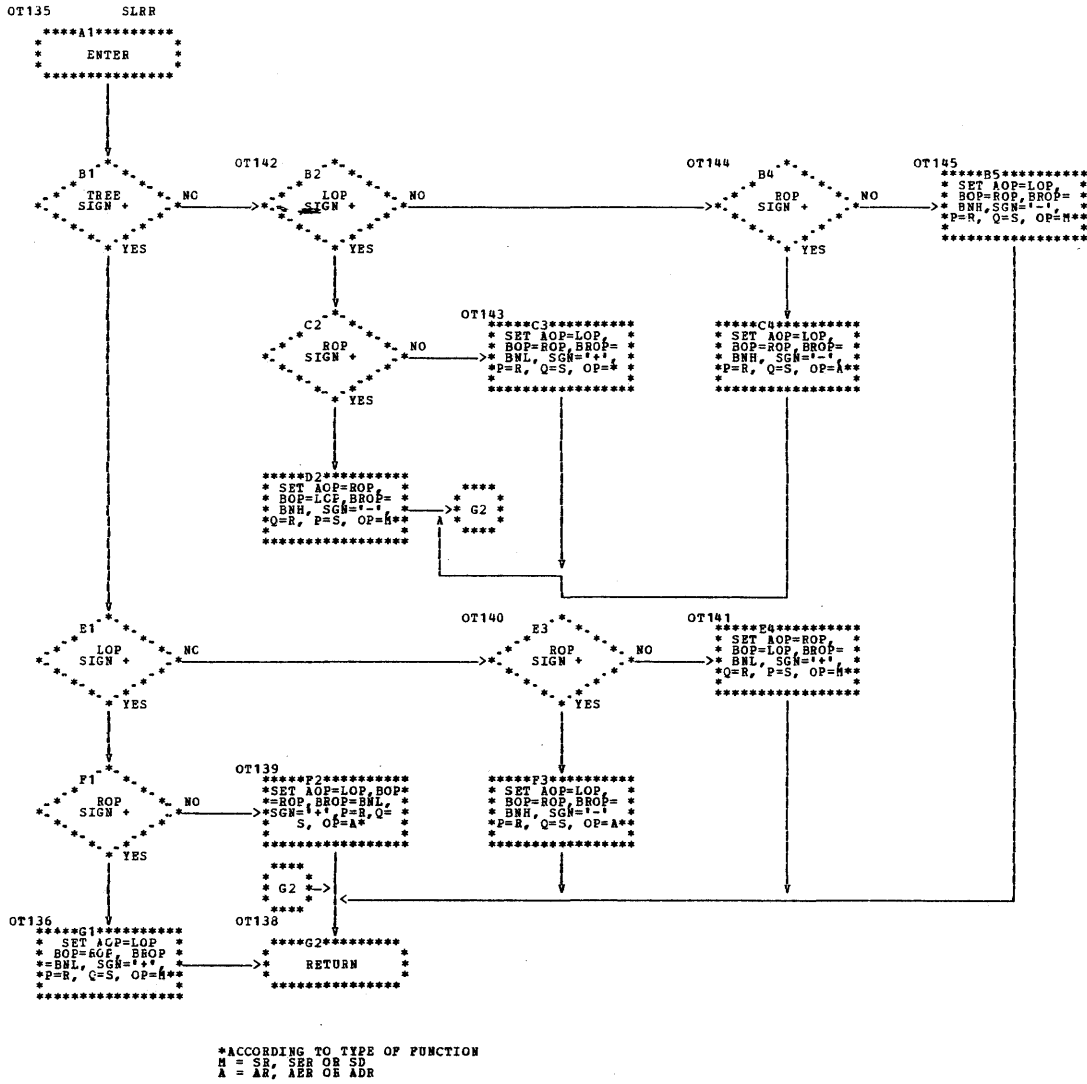 OT135 SLRR
A1
ENTER
B1
TREE
SIGN +
NC
YES
OT142
B2
LOP
SIGN +
NO
YES
OT144
B4
ROP
SIGN +
NO
YES
OT145
B5
SET AOP=LOP,
BOP=ROP,BROP=
BNH,SGN='-',
P=R, Q=S, OP=M*
C2
ROP
SIGN +
NO
YES
OT143
C3
SET AOP=LOP,
BOP=ROP,BROP=
BNL, SGN='+',
P=R, Q=S, OP=*
C4
SET AOP=LOP,
BOP=ROP,BROP=
BNH, SGN='-',
P=R, Q=S, OP=A*
D2
SET AOP=ROP,
BOP=LCP,BROP=
BNH, SGN='-',
Q=R, P=S, OP=M*
G2
E1
LOP
SIGN +
NC
YES
OT140
E3
ROP
SIGN +
NO
YES
OT141
E4
SET AOP=ROP,
BOP=LOP,BROP=
BNL, SGN='+',
Q=R, P=S, OP=M*
F1
ROP
SIGN +
NO
YES
OT139
F2
SET AOP=LOP,BOP
=ROP,BROP=BNL,
SGN='+',P=R,Q=
S, OP=A*
F3
SET AOP=LOP,
BOP=ROP,BROP=
BNH, SGN='-'
P=R, Q=S, OP=A*
G2
OT136
G1
SET AOP=LOP
BOP=ROP, BROP
=BNL, SGN='+',
P=R, Q=S, OP=M*
OT138
G2
RETURN
*ACCORDING TO TYPE OF FUNCTION
M = SR, SER OR SD
A = AR, AER OR ADR